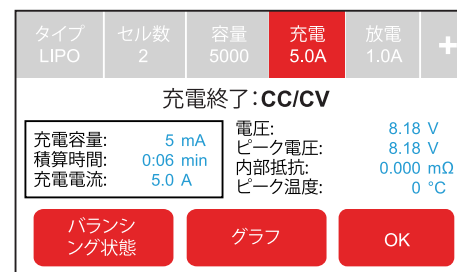 タイプ セル数 容量 充電 放電
LIPO 2 5000 5.0A 1.0A +
充電終了：CC/CV
充電容量: 5 mA
積算時間: 0:06 min
充電電流: 5.0 A
電圧: 8.18 V
ピーク電圧: 8.18 V
内部抵抗: 0.000 mΩ
ピーク温度: 0 °C
バランシ
ング状態
グラフ
OK